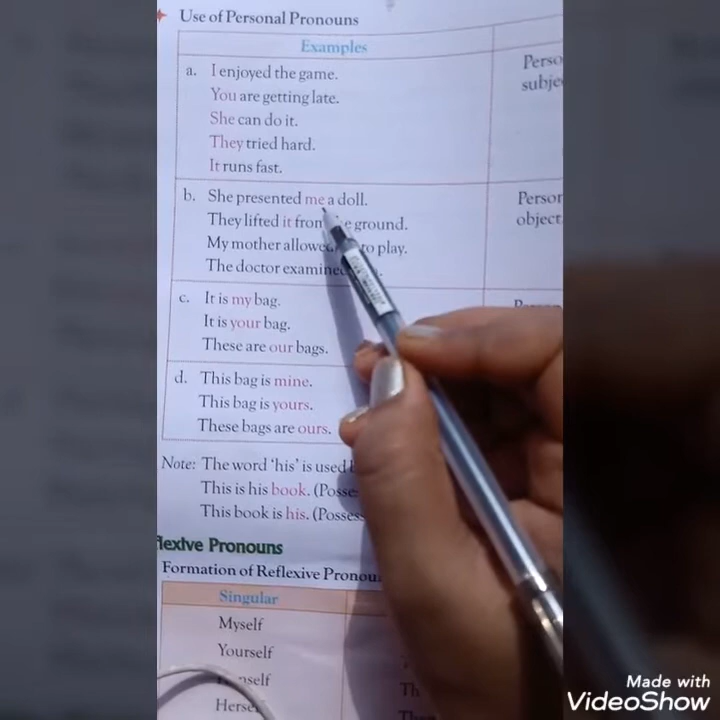 Use of Personal Pronouns
Examples
a. I enjoyed the game.
You are getting late.
She can do it.
They tried hard.
It runs fast.
Perso
subje
b. She presented me a doll.
They lifted it from ground.
My mother allowed to play.
The doctor examine
Person
object
c. It is my bag.
It is your bag.
These are our bags.
d. This bag is mine.
This bag is yours.
These bags are ours.
Note: The word 'his' is used
This is his book. (Posse
This book is his. (Possess
lexive Pronouns
Formation of Reflexive Pronou
Singular
Myself
Yourself
Herse
Made with
VideoShow